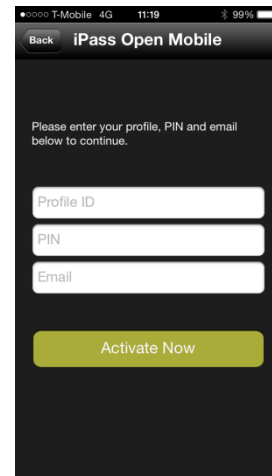 T-Mobile 4G 11:19 99%
Back iPass Open Mobile
Please enter your profile, PIN and email
below to continue.
Profile ID
PIN
Email
Activate Now